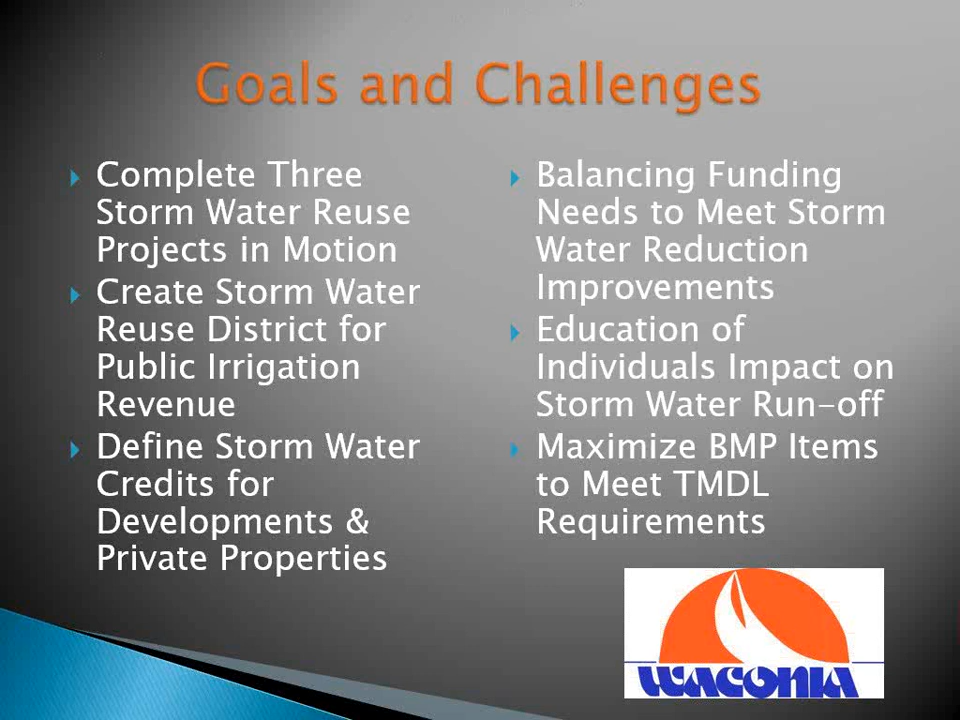 Goals and Challenges
Complete Three
Storm Water Reuse
Projects in Motion
Create Storm Water
Reuse District for
Public Irrigation
Revenue
Define Storm Water
Credits for
Developments &
Private Properties
Balancing Funding
Needs to Meet Storm
Water Reduction
Improvements
Education of
Individuals Impact on
Storm Water Run-off
Maximize BMP Items
to Meet TMDL
Requirements
WACONIA